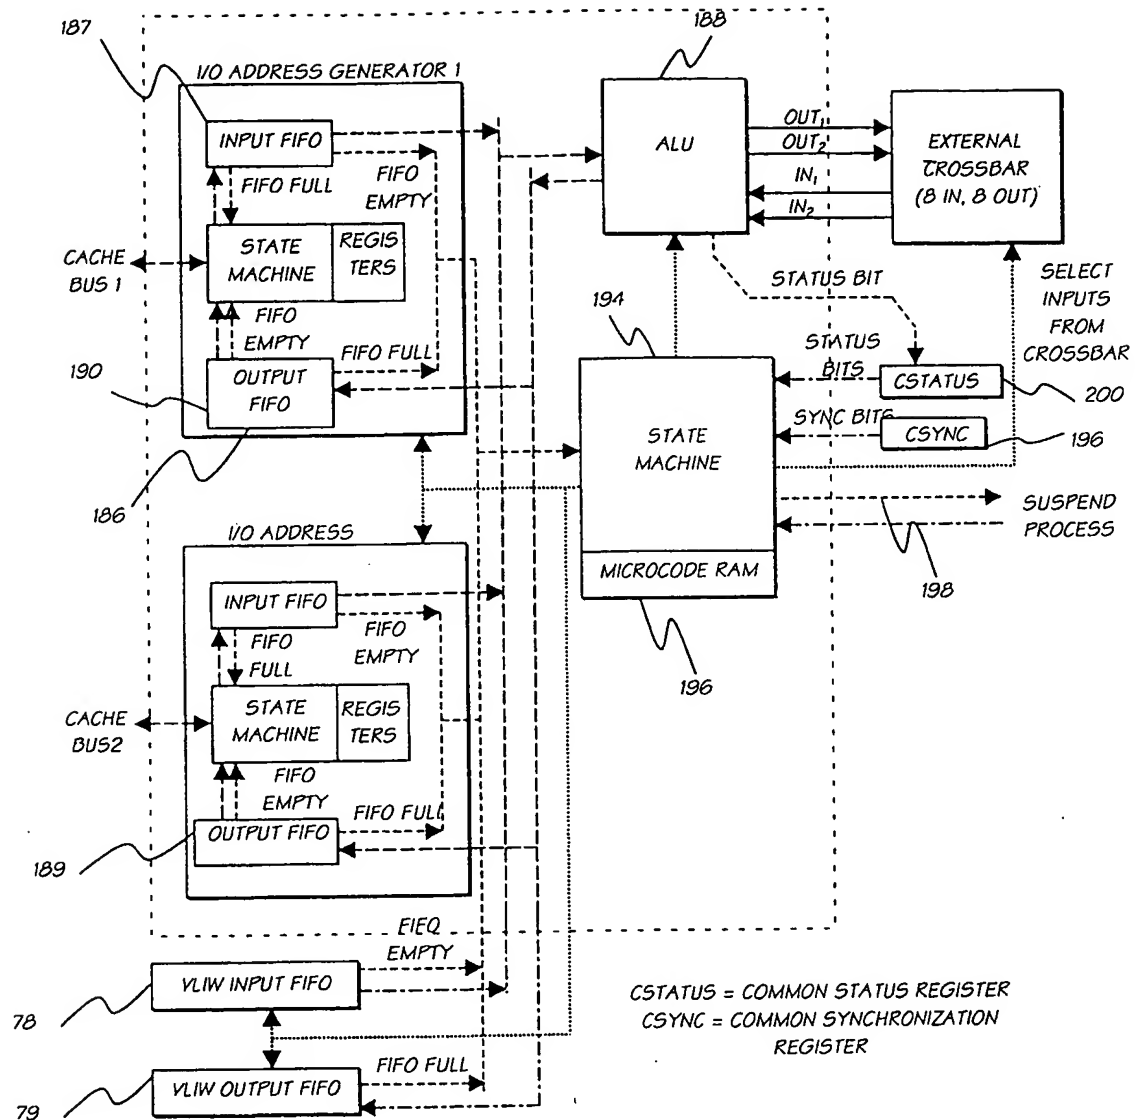 187
188
I/O ADDRESS GENERATOR 1
INPUT FIFO
FIFO FULL
FIFO
EMPTY
STATE
MACHINE
REGIS
TERS
CACHE
BUS 1
FIFO
EMPTY
OUTPUT
FIFO
FIFO FULL
190
186
ALU
OUT1
OUT2
IN1
IN2
EXTERNAL
CROSSBAR
(8 IN, 8 OUT)
STATUS BIT
SELECT
INPUTS
FROM
CROSSBAR
194
STATUS
BITS
CSTATUS
200
SYNC BITS
CSYNC
196
STATE
MACHINE
SUSPEND
PROCESS
198
MICROCODE RAM
196
I/O ADDRESS
INPUT FIFO
FIFO
FULL
FIFO
EMPTY
STATE
MACHINE
REGIS
TERS
CACHE
BUS2
FIFO
EMPTY
OUTPUT FIFO
FIFO FULL
189
FIFO
EMPTY
VLIW INPUT FIFO
78
FIFO FULL
VLIW OUTPUT FIFO
79
CSTATUS = COMMON STATUS REGISTER
CSYNC = COMMON SYNCHRONIZATION
REGISTER